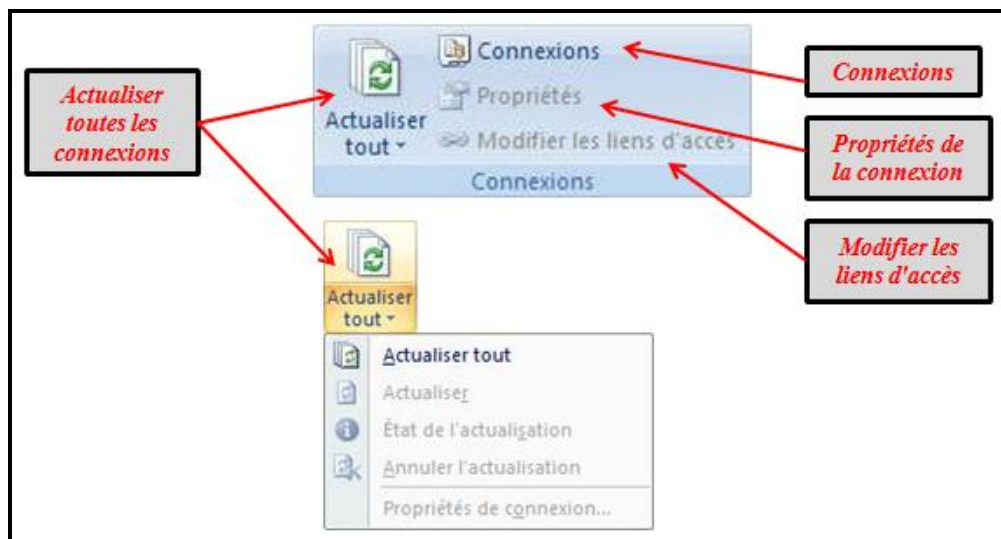 Actualiser
toutes les
connexions
Actualiser
tout
Connexions
Propriétés
Modifier les liens d'accès
Connexions
Connexions
Propriétés de
la connexion
Modifier les
liens d'accès
Actualiser
tout
Actualiser tout
Actualiser
État de l'actualisation
Annuler l'actualisation
Propriétés de connexion...